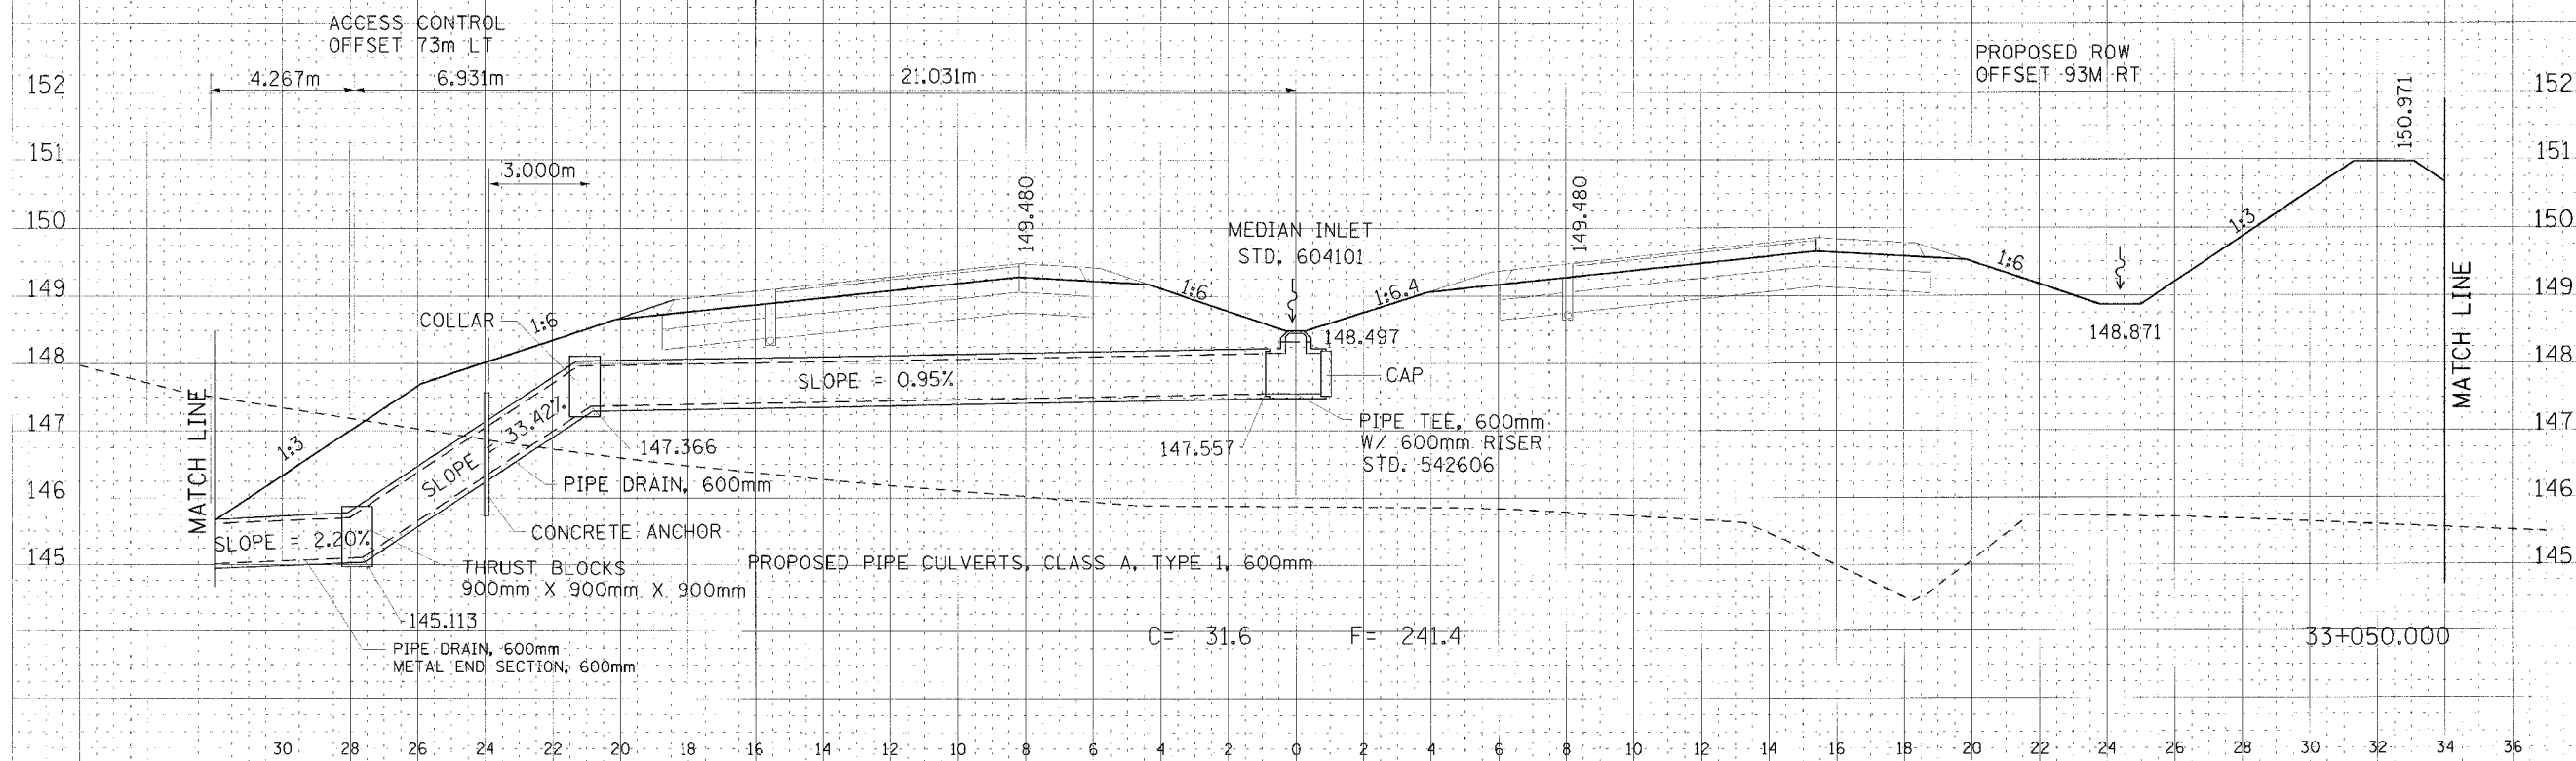 ACCESS CONTROL
OFFSET 73m LT
4.267m
6.931m
21.031m
PROPOSED ROW
OFFSET 93M RT
152
152
150.971
151
151
3.000m
149.480
149.480
150
150
MEDIAN INLET
STD. 604101
1:3
1:6
149
149
1:6
1:6.4
COLLAR
1:6
148.497
148.871
148
148
SLOPE = 0.95%
CAP
MATCH LINE
MATCH LINE
147
147
1:3
SLOPE = 33.42%
147.366
147.557
PIPE TEE, 600mm
W/ 600mm RISER
STD. 542606
146
146
PIPE DRAIN, 600mm
CONCRETE ANCHOR
SLOPE = 2.20%
145
145
THRUST BLOCKS
900mm X 900mm X 900mm
PROPOSED PIPE CULVERTS, CLASS A, TYPE 1, 600mm
145.113
PIPE DRAIN, 600mm
METAL END SECTION, 600mm
C= 31.6 F= 241.4
33+050.000
30 28 26 24 22 20 18 16 14 12 10 8 6 4 2 0 2 4 6 8 10 12 14 16 18 20 22 24 26 28 30 32 34 36